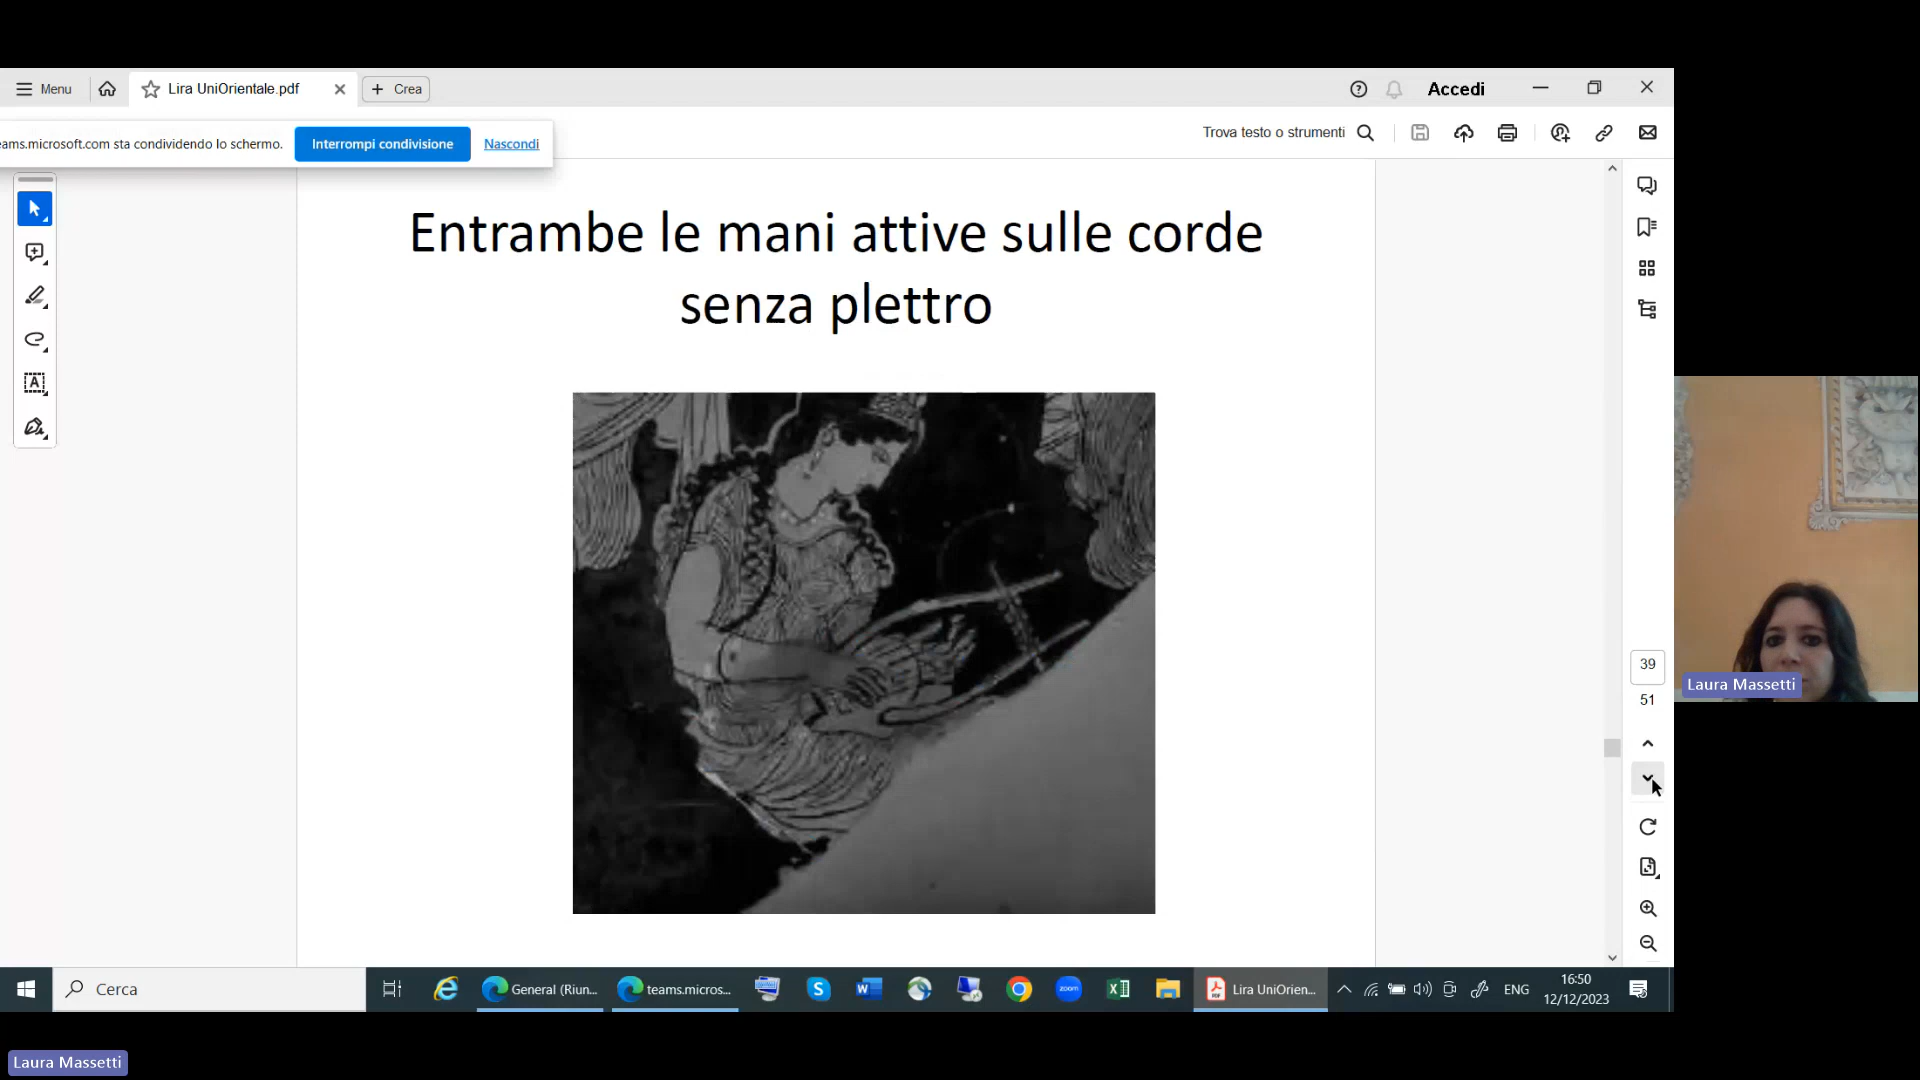 Menu
Lira UniOrientale.pdf
Crea
Accedi
eams.microsoft.com sta condividendo lo schermo.
Interrompi condivisione
Nascondi
Trova testo o strumenti
Entrambe le mani attive sulle corde
senza plettro
39
51
Laura Massetti
Cerca
General (Riun...
teams.micros...
zoom
Lira UniOrien...
ENG
16:50
12/12/2023
Laura Massetti